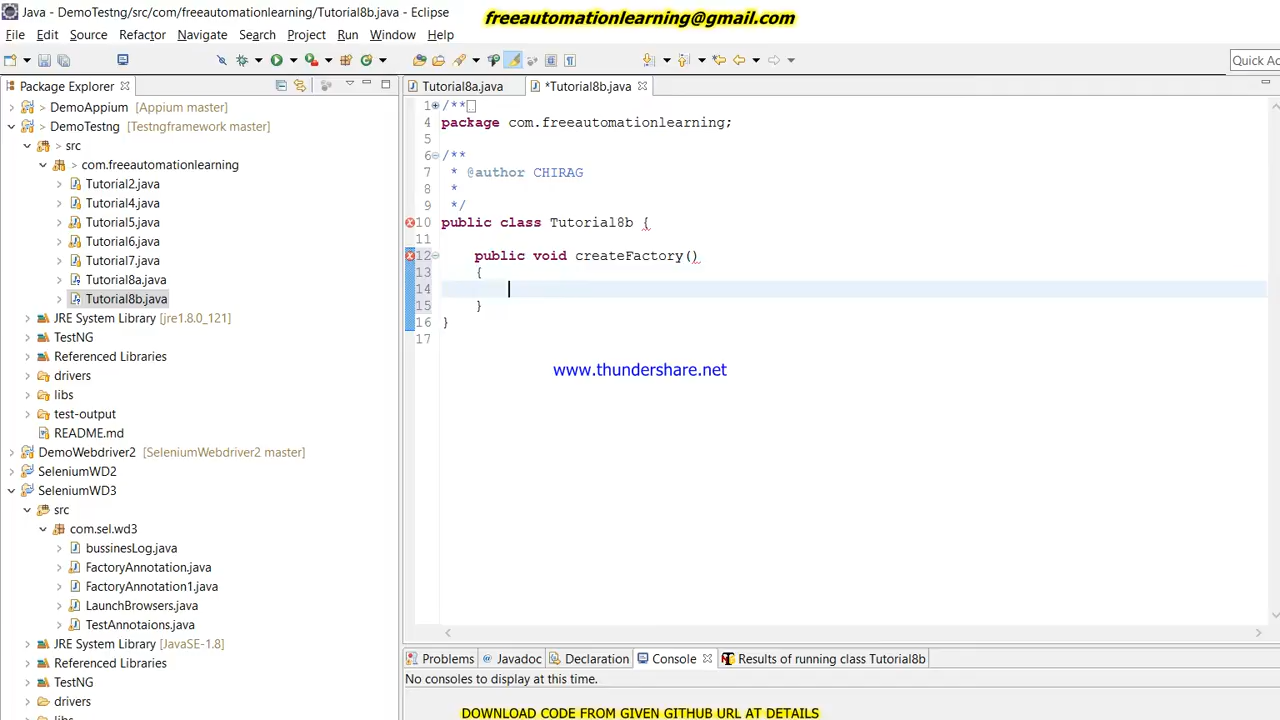 Java - DemoTestng/src/com/freeautomationlearning/Tutorial8b.java - Eclipse
freeautomationlearning@gmail.com
File Edit Source Refactor Navigate Search Project Run Window Help
Quick Ac
Package Explorer
Tutorial8a.java
*Tutorial8b.java
> DemoAppium [Appium master]
> DemoTestng [Testngframework master]
> src
> com.freeautomationlearning
Tutorial2.java
Tutorial4.java
Tutorial5.java
Tutorial6.java
Tutorial7.java
Tutorial8a.java
Tutorial8b.java
JRE System Library [jre1.8.0_121]
TestNG
Referenced Libraries
drivers
libs
test-output
README.md
DemoWebdriver2 [SeleniumWebdriver2 master]
SeleniumWD2
SeleniumWD3
src
com.sel.wd3
bussinesLog.java
FactoryAnnotation.java
FactoryAnnotation1.java
LaunchBrowsers.java
TestAnnotaions.java
JRE System Library [JavaSE-1.8]
Referenced Libraries
TestNG
drivers
1 /**
4 package com.freeautomationlearning;
5
6 /**
7 * @author CHIRAG
8 *
9 */
10 public class Tutorial8b {
11
12 public void createFactory()
13 {
14
15 }
16 }
17
www.thundershare.net
Problems Javadoc Declaration Console Results of running class Tutorial8b
No consoles to display at this time.
DOWNLOAD CODE FROM GIVEN GITHUB URL AT DETAILS